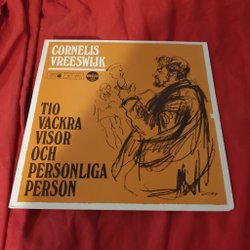 CORNELIS
VREESWIJK
TIO
VACKRA
VISOR
OCH
PERSONLIGA
PERSON